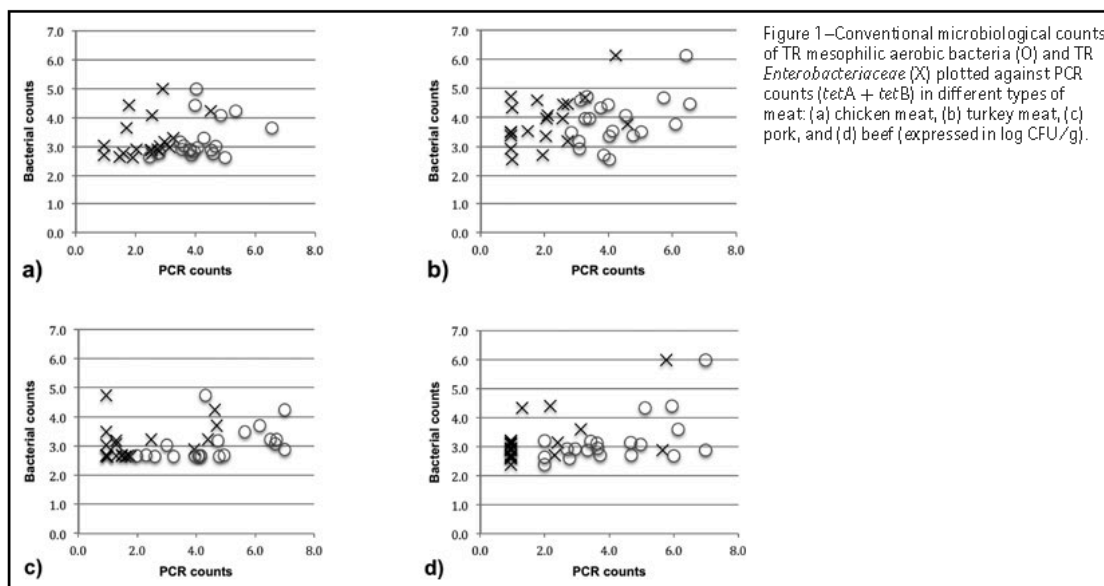 Figure 1–Conventional microbiological counts
of TR mesophilic aerobic bacteria (O) and TR
Enterobacteriaceae (X) plotted against PCR
counts (tetA + tetB) in different types of
meat: (a) chicken meat, (b) turkey meat, (c)
pork, and (d) beef (expressed in log CFU/g).
7.0
6.0
5.0
4.0
3.0
2.0
1.0
0.0
Bacterial counts
0.0 2.0 4.0 6.0 8.0
PCR counts
a)
7.0
6.0
5.0
4.0
3.0
2.0
1.0
0.0
Bacterial counts
0.0 2.0 4.0 6.0 8.0
PCR counts
b)
7.0
6.0
5.0
4.0
3.0
2.0
1.0
0.0
Bacterial counts
0.0 2.0 4.0 6.0 8.0
PCR counts
c)
7.0
6.0
5.0
4.0
3.0
2.0
1.0
0.0
Bacterial counts
0.0 2.0 4.0 6.0 8.0
PCR counts
d)